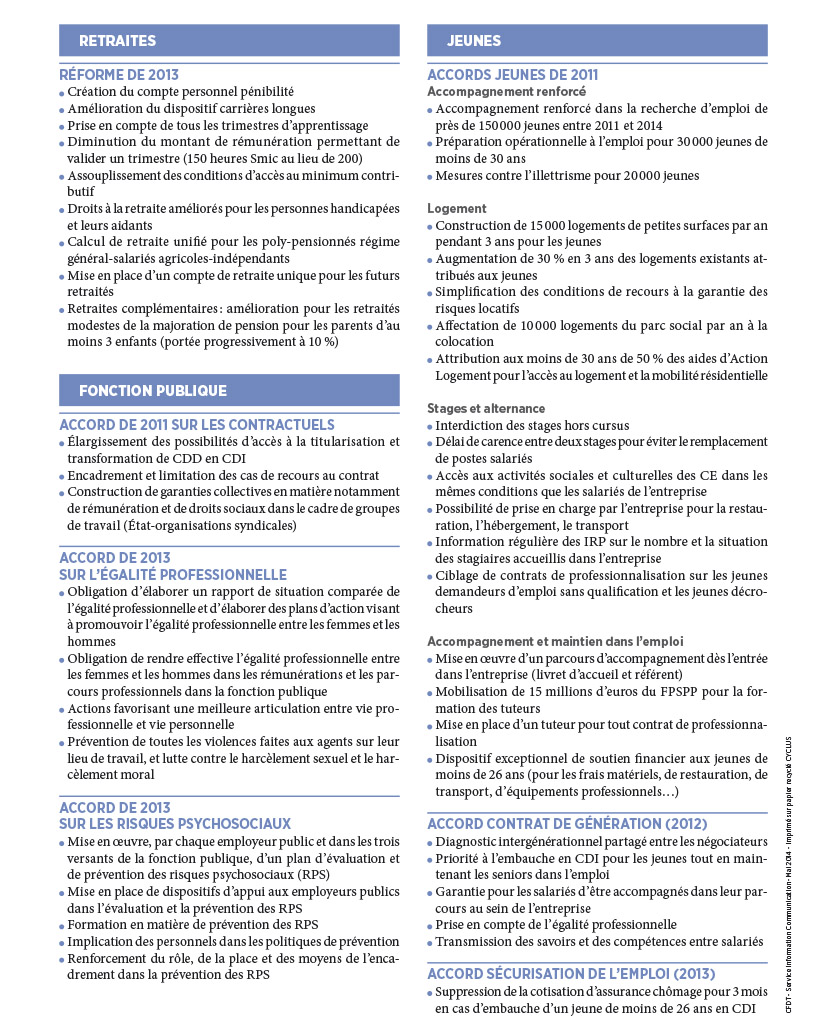 RETRAITES
RÉFORME DE 2013
• Création du compte personnel pénibilité
• Amélioration du dispositif carrières longues
• Prise en compte de tous les trimestres d’apprentissage
• Diminution du montant de rémunération permettant de
valider un trimestre (150 heures Smic au lieu de 200)
• Assouplissement des conditions d’accès au minimum contri-
butif
• Droits à la retraite améliorés pour les personnes handicapées
et leurs aidants
• Calcul de retraite unifié pour les poly-pensionnés régime
général-salariés agricoles-indépendants
• Mise en place d’un compte de retraite unique pour les futurs
retraités
• Retraites complémentaires : amélioration pour les retraités
modestes de la majoration de pension pour les parents d’au
moins 3 enfants (portée progressivement à 10 %)
FONCTION PUBLIQUE
ACCORD DE 2011 SUR LES CONTRACTUELS
• Élargissement des possibilités d’accès à la titularisation et
transformation de CDD en CDI
• Encadrement et limitation des cas de recours au contrat
• Construction de garanties collectives en matière notamment
de rémunération et de droits sociaux dans le cadre de groupes
de travail (État-organisations syndicales)
ACCORD DE 2013
SUR L’ÉGALITÉ PROFESSIONNELLE
• Obligation d’élaborer un rapport de situation comparée de
l’égalité professionnelle et d’élaborer des plans d’action visant
à promouvoir l’égalité professionnelle entre les femmes et les
hommes
• Obligation de rendre effective l’égalité professionnelle entre
les femmes et les hommes dans les rémunérations et les par-
cours professionnels dans la fonction publique
• Actions favorisant une meilleure articulation entre vie pro-
fessionnelle et vie personnelle
• Prévention de toutes les violences faites aux agents sur leur
lieu de travail, et lutte contre le harcèlement sexuel et le har-
cèlement moral
ACCORD DE 2013
SUR LES RISQUES PSYCHOSOCIAUX
• Mise en œuvre, par chaque employeur public et dans les trois
versants de la fonction publique, d’un plan d’évaluation et
de prévention des risques psychosociaux (RPS)
• Mise en place de dispositifs d’appui aux employeurs publics
dans l’évaluation et la prévention des RPS
• Formation en matière de prévention des RPS
• Implication des personnels dans les politiques de prévention
• Renforcement du rôle, de la place et des moyens de l’enca-
drement dans la prévention des RPS
JEUNES
ACCORDS JEUNES DE 2011
Accompagnement renforcé
• Accompagnement renforcé dans la recherche d’emploi de
près de 150 000 jeunes entre 2011 et 2014
• Préparation opérationnelle à l’emploi pour 30 000 jeunes de
moins de 30 ans
• Mesures contre l’illettrisme pour 20 000 jeunes
Logement
• Construction de 15 000 logements de petites surfaces par an
pendant 3 ans pour les jeunes
• Augmentation de 30 % en 3 ans des logements existants at-
tribués aux jeunes
• Simplification des conditions de recours à la garantie des
risques locatifs
• Affectation de 10 000 logements du parc social par an à la
colocation
• Attribution aux moins de 30 ans de 50 % des aides d’Action
Logement pour l’accès au logement et la mobilité résidentielle
Stages et alternance
• Interdiction des stages hors cursus
• Délai de carence entre deux stages pour éviter le remplacement
de postes salariés
• Accès aux activités sociales et culturelles des CE dans les
mêmes conditions que les salariés de l’entreprise
• Possibilité de prise en charge par l’entreprise pour la restau-
ration, l’hébergement, le transport
• Information régulière des IRP sur le nombre et la situation
des stagiaires accueillis dans l’entreprise
• Ciblage de contrats de professionnalisation sur les jeunes
demandeurs d’emploi sans qualification et les jeunes décro-
cheurs
Accompagnement et maintien dans l’emploi
• Mise en œuvre d’un parcours d’accompagnement dès l’entrée
dans l’entreprise (livret d’accueil et référent)
• Mobilisation de 15 millions d’euros du FPSPP pour la for-
mation des tuteurs
• Mise en place d’un tuteur pour tout contrat de professionna-
lisation
• Dispositif exceptionnel de soutien financier aux jeunes de
moins de 26 ans (pour les frais matériels, de restauration, de
transport, d’équipements professionnels…)
ACCORD CONTRAT DE GÉNÉRATION (2012)
• Diagnostic intergénérationnel partagé entre les négociateurs
• Priorité à l’embauche en CDI pour les jeunes tout en main-
tenant les seniors dans l’emploi
• Garantie pour les salariés d’être accompagnés dans leur par-
cours au sein de l’entreprise
• Prise en compte de l’égalité professionnelle
• Transmission des savoirs et des compétences entre salariés
ACCORD SÉCURISATION DE L’EMPLOI (2013)
• Suppression de la cotisation d’assurance chômage pour 3 mois
en cas d’embauche d’un jeune de moins de 26 ans en CDI
CFDT - Service Information Communication - Mai 2014 - Imprimé sur papier recyclé CYCLUS